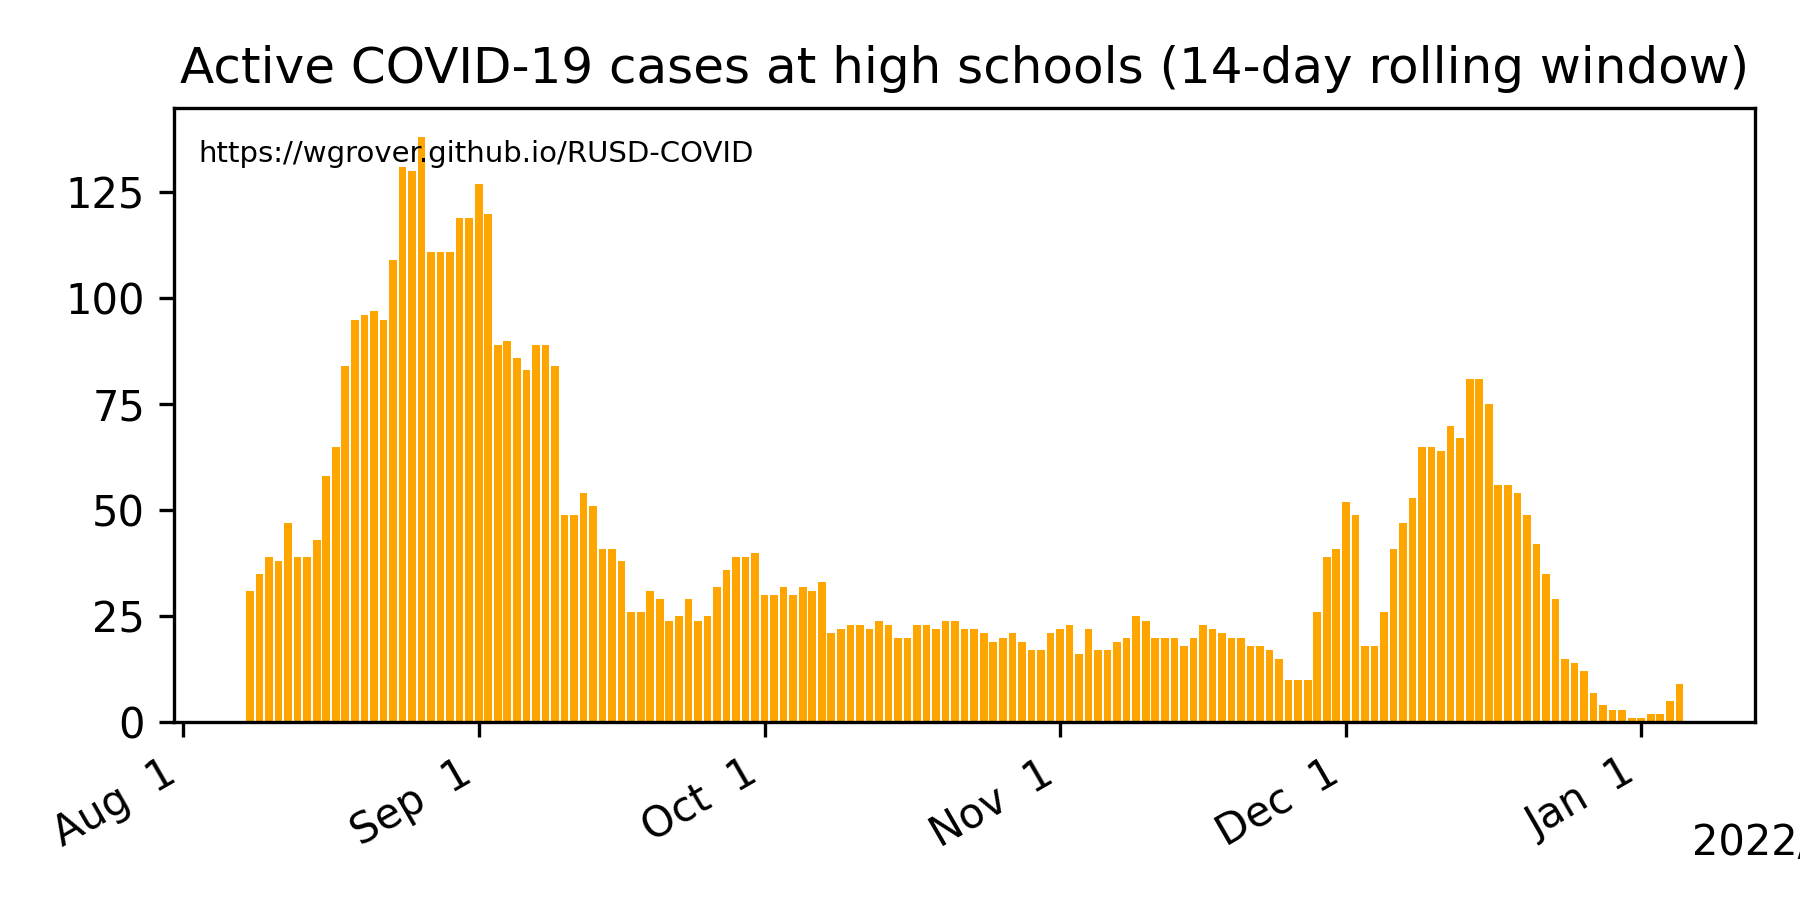 Active COVID-19 cases at high schools (14-day rolling window)
https://wgrover.github.io/RUSD-COVID
125
100
75
50
25
0
Aug 1
Sep 1
Oct 1
Nov 1
Dec 1
Jan 1
2022,